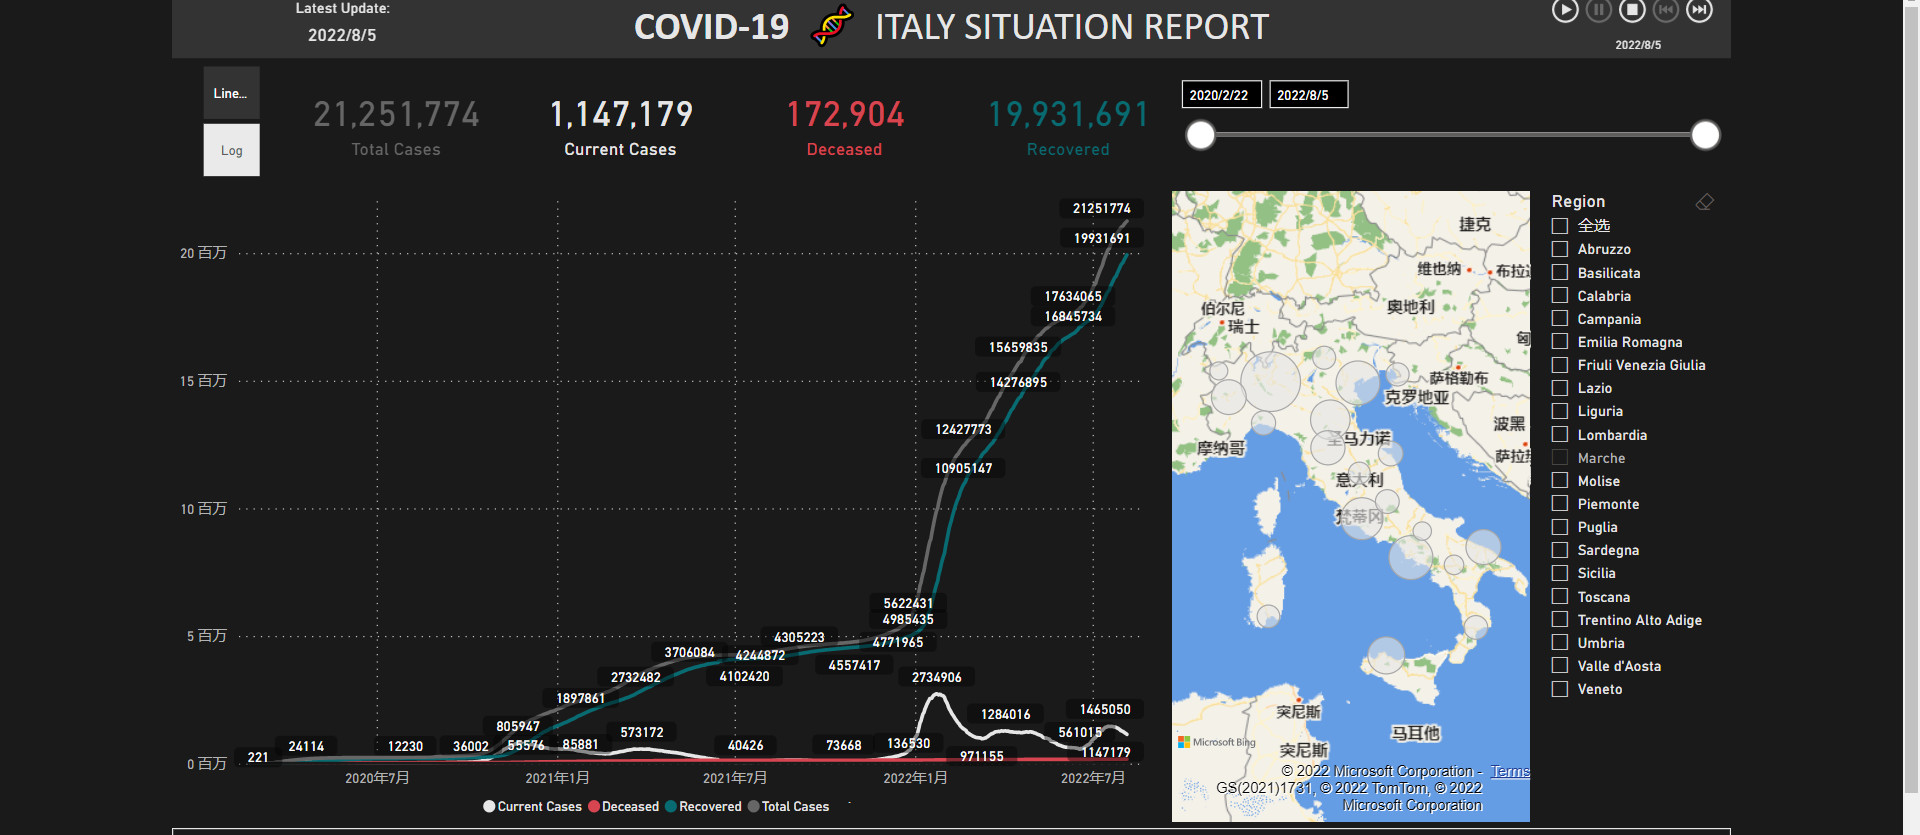 Latest Update:
2022/8/5
COVID-19 ITALY SITUATION REPORT
2022/8/5
Line...
Log
21,251,774
Total Cases
1,147,179
Current Cases
172,904
Deceased
19,931,691
Recovered
2020/2/22
2022/8/5
21251774
19931691
20 百万
17634065
16845734
15659835
14276895
15 百万
12427773
10905147
10 百万
5622431
4985435
4771965
5 百万
4305223
3706084
4244872
4557417
2732482
4102420
2734906
1897861
1465050
1284016
805947
573172
561015
24114
12230
36002
55576
85881
40426
73668
136530
971155
1147179
221
0 百万
2020年7月
2021年1月
2021年7月
2022年1月
2022年7月
Current Cases
Deceased
Recovered
Total Cases
捷克
维也纳
伯尔尼
瑞士
奥地利
萨格勒布
克罗地亚
波黑
摩纳哥
圣马力诺
意大利
梵蒂冈
突尼斯
马耳他
突尼斯
Microsoft Bing
© 2022 Microsoft Corporation - Terms
GS(2021)1731, © 2022 TomTom, © 2022
Microsoft Corporation
Region
全选
Abruzzo
Basilicata
Calabria
Campania
Emilia Romagna
Friuli Venezia Giulia
Lazio
Liguria
Lombardia
Marche
Molise
Piemonte
Puglia
Sardegna
Sicilia
Toscana
Trentino Alto Adige
Umbria
Valle d'Aosta
Veneto